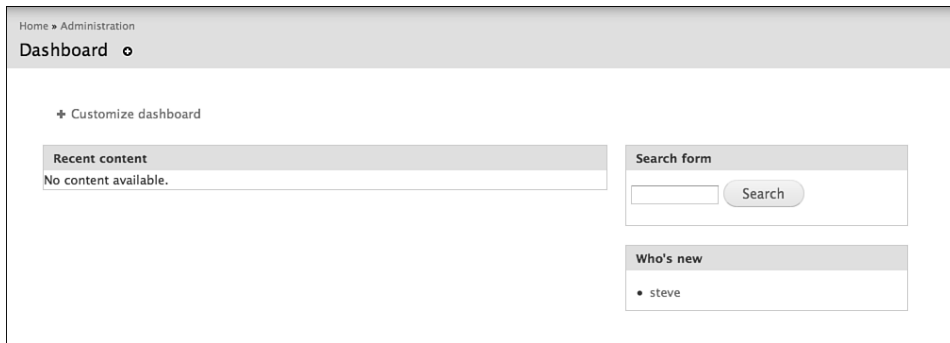 Home » Administration
Dashboard
Customize dashboard
Recent content
No content available.
Search form
Search
Who's new
• steve